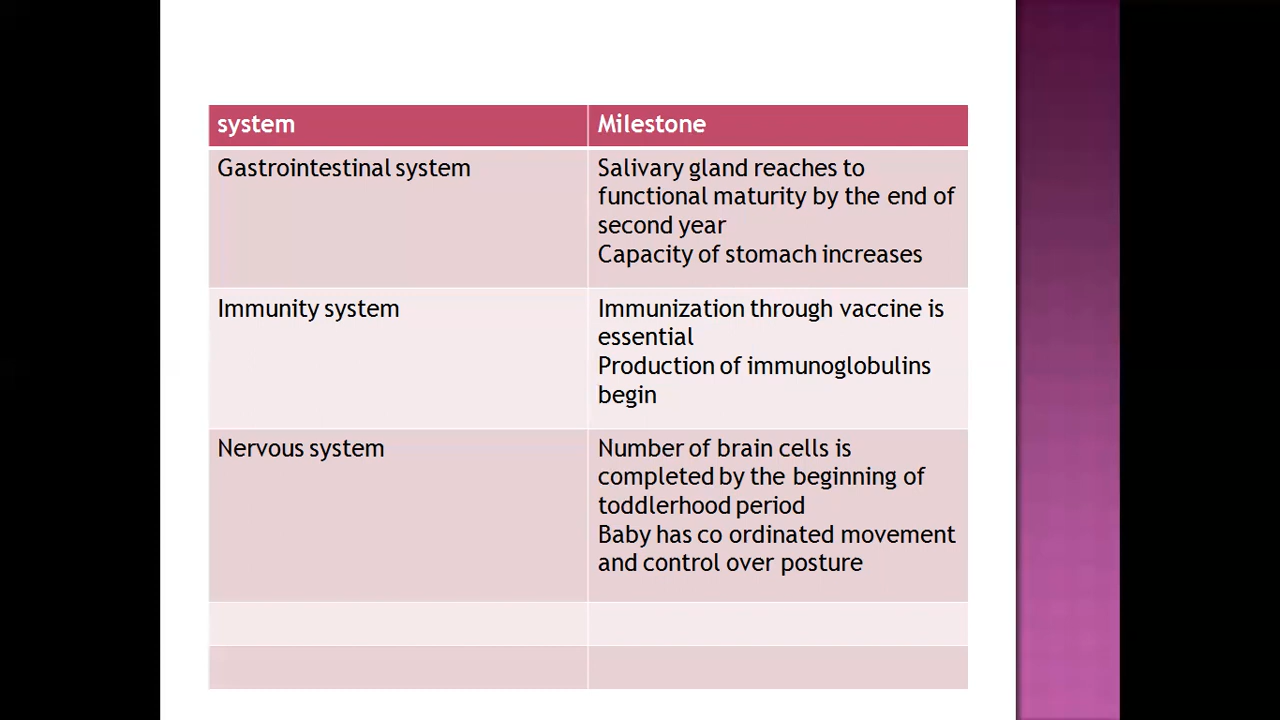 system
Milestone
Gastrointestinal system
Salivary gland reaches to
functional maturity by the end of
second year
Capacity of stomach increases
Immunity system
Immunization through vaccine is
essential
Production of immunoglobulins
begin
Nervous system
Number of brain cells is
completed by the beginning of
toddlerhood period
Baby has co ordinated movement
and control over posture